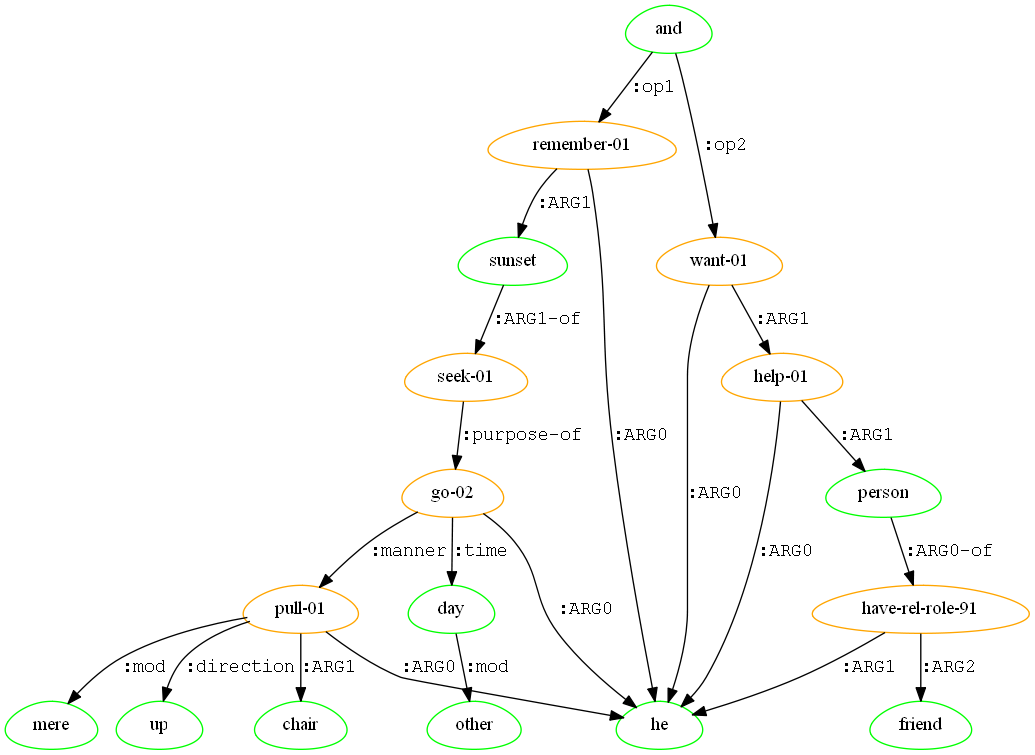 and
:op1
remember-01
:op2
:ARG1
sunset
want-01
:ARG1-of
:ARG1
seek-01
help-01
:purpose-of
:ARG0
:ARG1
go-02
:ARG0
person
:manner
:time
:ARG0
:ARG0
:ARG0-of
pull-01
day
have-rel-role-91
:mod
:direction
:ARG1
:ARG0
:mod
:ARG1
:ARG2
mere
up
chair
other
he
friend